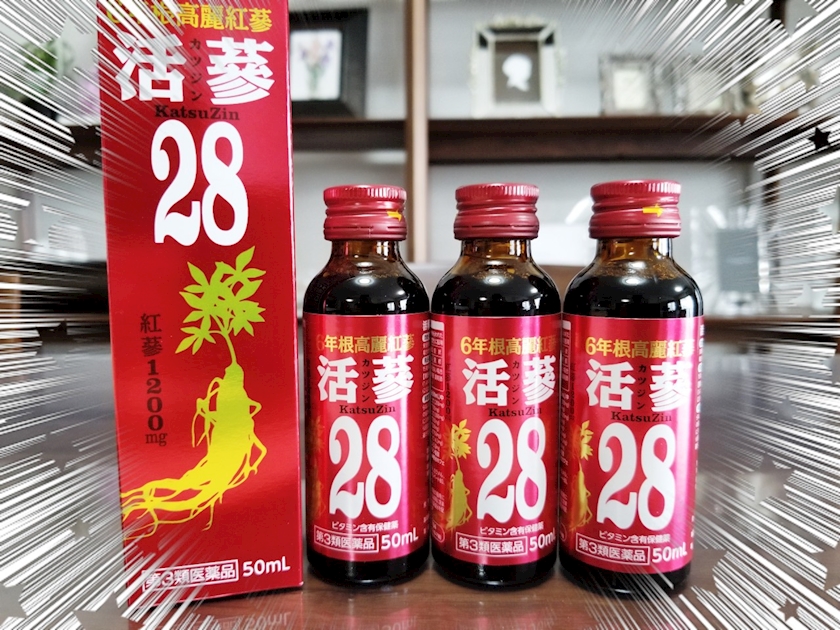 6年根高麗紅蔘
活蔘
カツジン
KatsuZin
28
紅蔘1200mg
第3類医薬品 50mL
6年根高麗紅蔘
活蔘
カツジン
KatsuZin
28
ビタミン含有保健薬
第3類医薬品 50mL
6年根高麗紅蔘
活蔘
カツジン
KatsuZin
28
ビタミン含有保健薬
第3類医薬品 50mL
6年根高麗紅蔘
活蔘
カツジン
KatsuZin
28
ビタミン含有保健薬
第3類医薬品 50mL